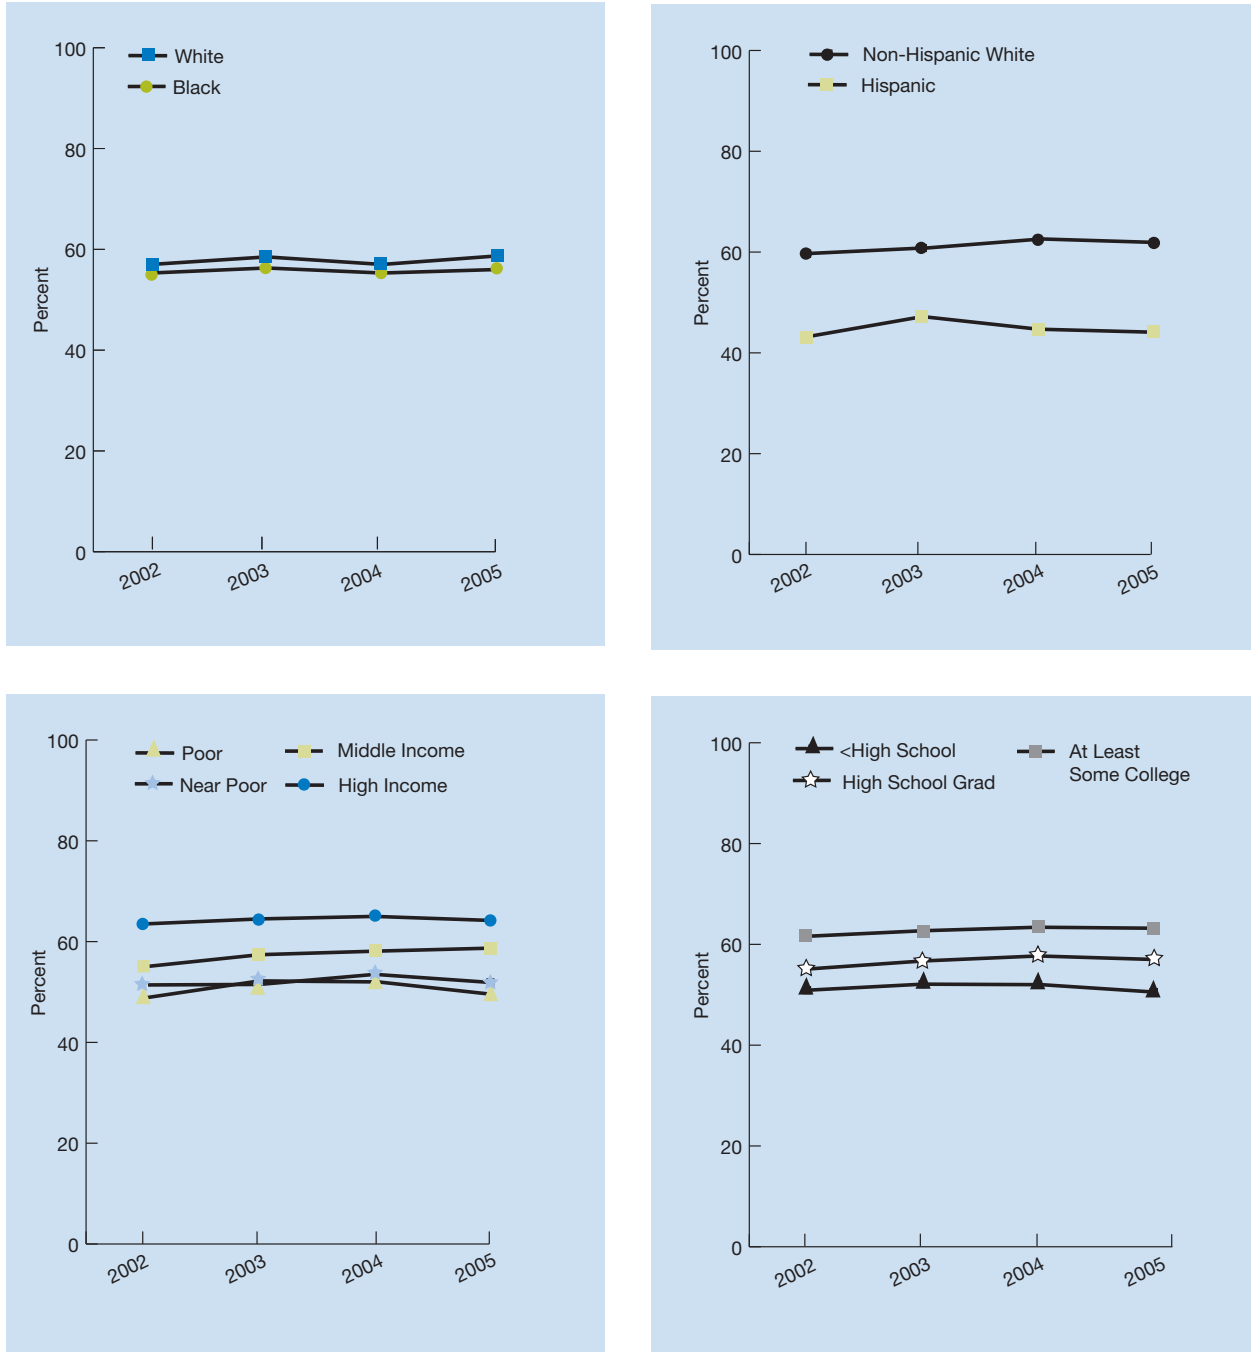 100
White
Black
80
60
Percent
40
20
0
2002
2003
2004
2005
100
Non-Hispanic White
Hispanic
80
60
Percent
40
20
0
2002
2003
2004
2005
100
Poor
Middle Income
Near Poor
High Income
80
60
Percent
40
20
0
2002
2003
2004
2005
100
<High School
At Least
Some College
High School Grad
80
60
Percent
40
20
0
2002
2003
2004
2005